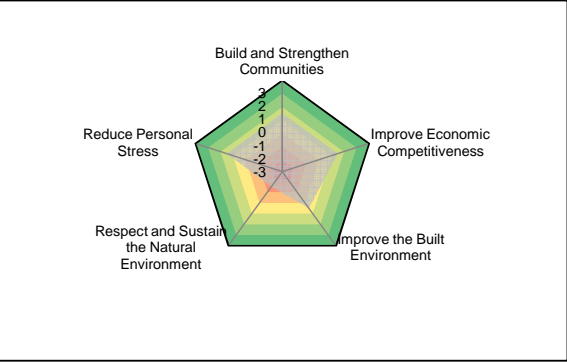 Build and Strengthen
Communities
3
2
1
0
-1
-2
-3
Reduce Personal
Stress
Improve Economic
Competitiveness
Respect and Sustain
the Natural
Environment
Improve the Built
Environment